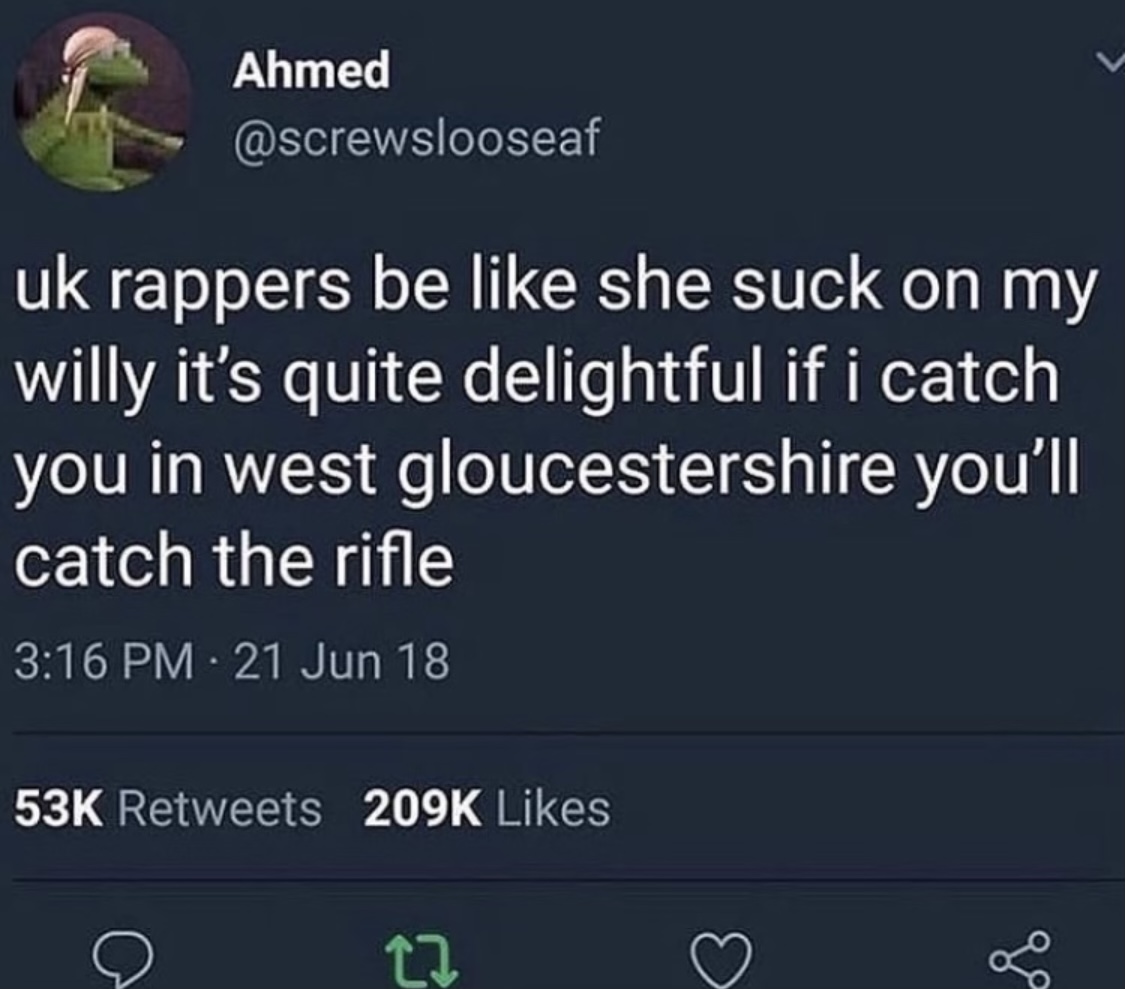 Ahmed
@screwslooseaf
uk rappers be like she suck on my
willy it’s quite delightful if i catch
you in west gloucestershire you’ll
catch the rifle
3:16 PM · 21 Jun 18
53K Retweets 209K Likes